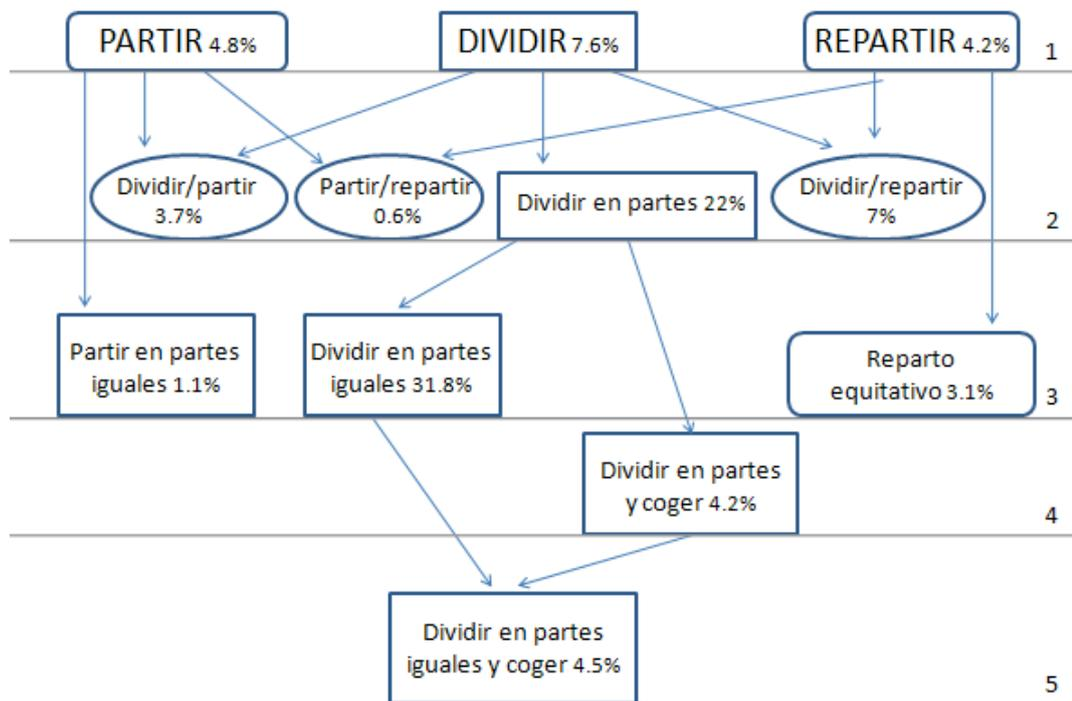 PARTIR 4.8%
DIVIDIR 7.6%
REPARTIR 4.2%
1
Dividir/partir
3.7%
Partir/repartir
0.6%
Dividir en partes 22%
Dividir/repartir
7%
2
Partir en partes
iguales 1.1%
Dividir en partes
iguales 31.8%
Reparto
equitativo 3.1%
3
Dividir en partes
y coger 4.2%
4
Dividir en partes
iguales y coger 4.5%
5